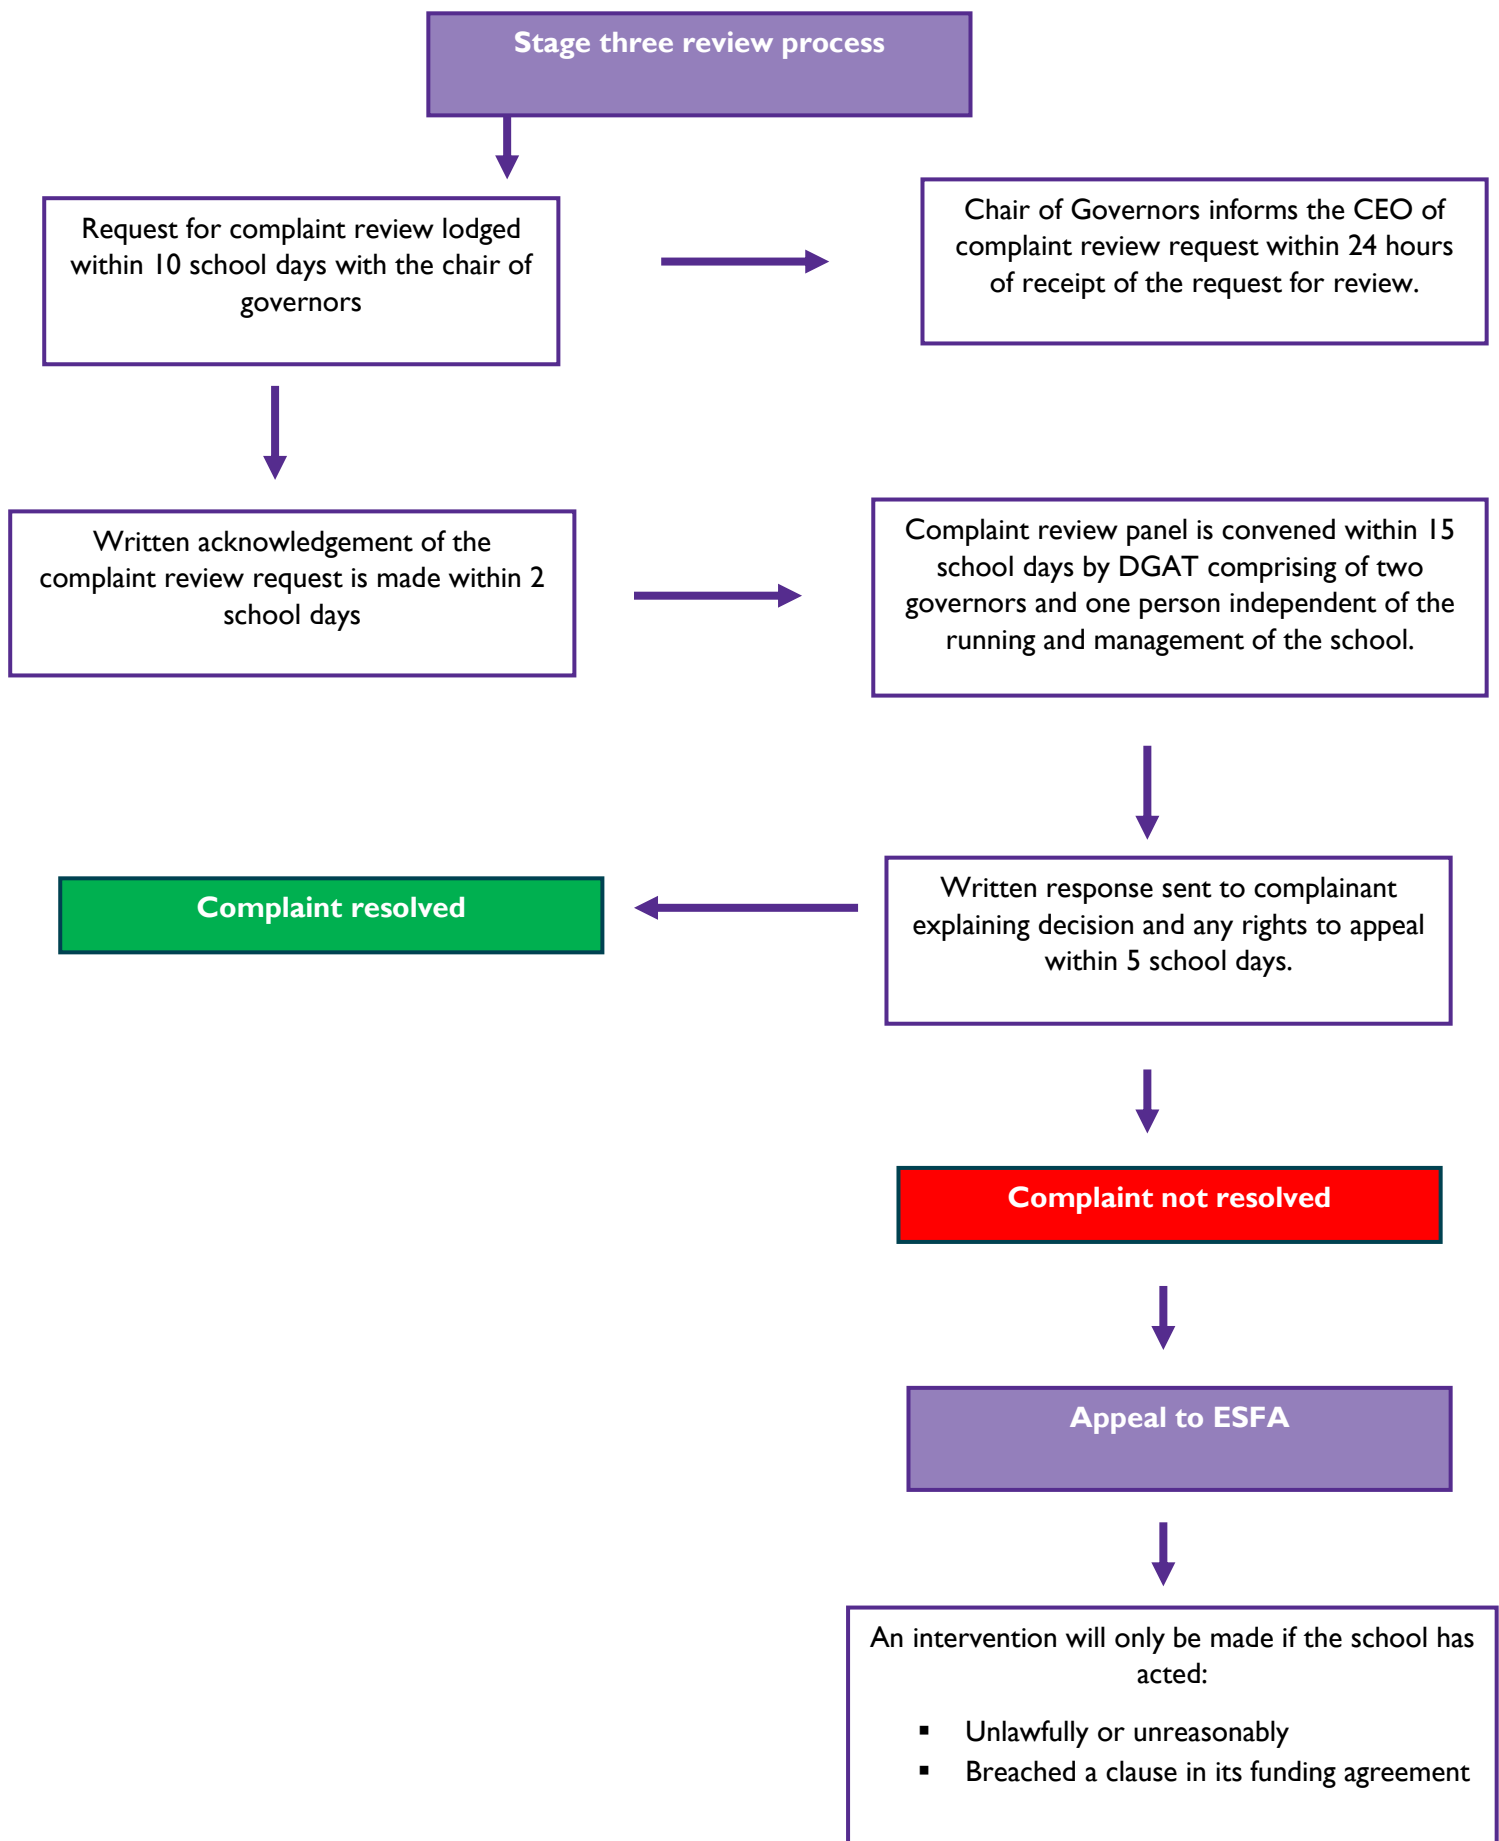 Stage three review process
Request for complaint review lodged
within 10 school days with the chair of
governors
Chair of Governors informs the CEO of
complaint review request within 24 hours
of receipt of the request for review.
Written acknowledgement of the
complaint review request is made within 2
school days
Complaint review panel is convened within 15
school days by DGAT comprising of two
governors and one person independent of the
running and management of the school.
Written response sent to complainant
explaining decision and any rights to appeal
within 5 school days.
Complaint resolved
Complaint not resolved
Appeal to ESFA
An intervention will only be made if the school has
acted:
▪ Unlawfully or unreasonably
▪ Breached a clause in its funding agreement